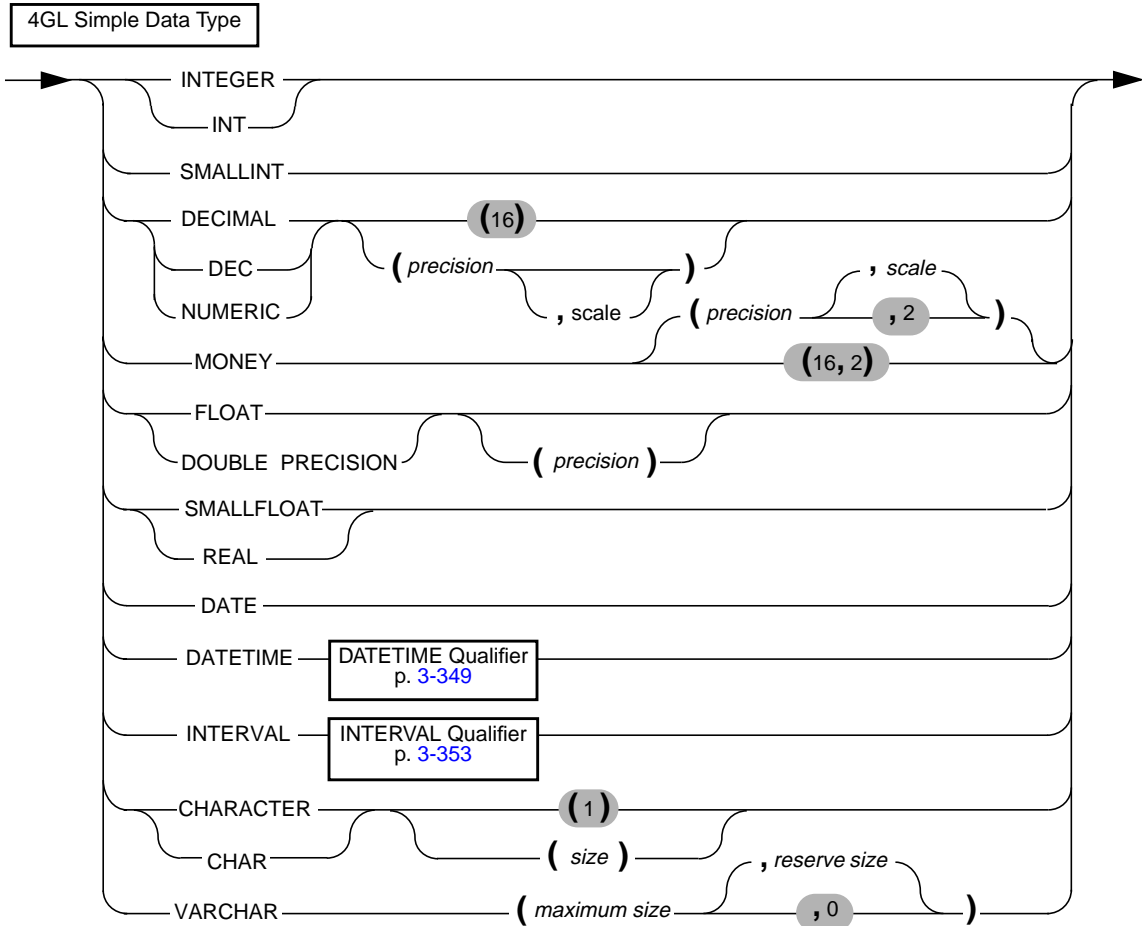 4GL Simple Data Type
INTEGER
INT
SMALLINT
DECIMAL (16)
DEC ( precision )
, scale
NUMERIC , scale
( precision , 2 )
MONEY (16, 2)
FLOAT
DOUBLE PRECISION ( precision )
SMALLFLOAT
REAL
DATE
DATETIME DATETIME Qualifier
p. 3-349
INTERVAL INTERVAL Qualifier
p. 3-353
CHARACTER (1)
CHAR ( size )
, reserve size
VARCHAR ( maximum size , 0 )